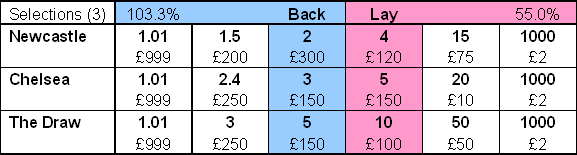 Selections (3) 103.3% Back Lay 55.0%
Newcastle 1.01 1.5 2 4 15 1000
£999 £200 £300 £120 £75 £2
Chelsea 1.01 2.4 3 5 20 1000
£999 £250 £150 £150 £10 £2
The Draw 1.01 3 5 10 50 1000
£999 £250 £150 £100 £50 £2